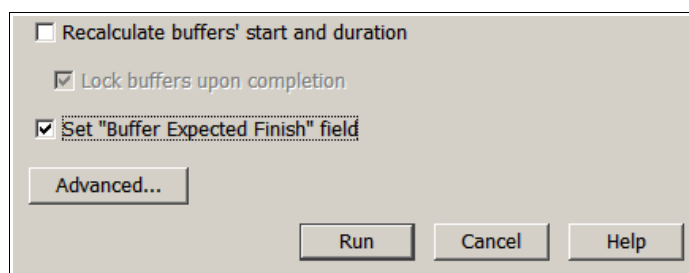 Recalculate buffers' start and duration
Lock buffers upon completion
Set "Buffer Expected Finish" field
Advanced...
Run Cancel Help